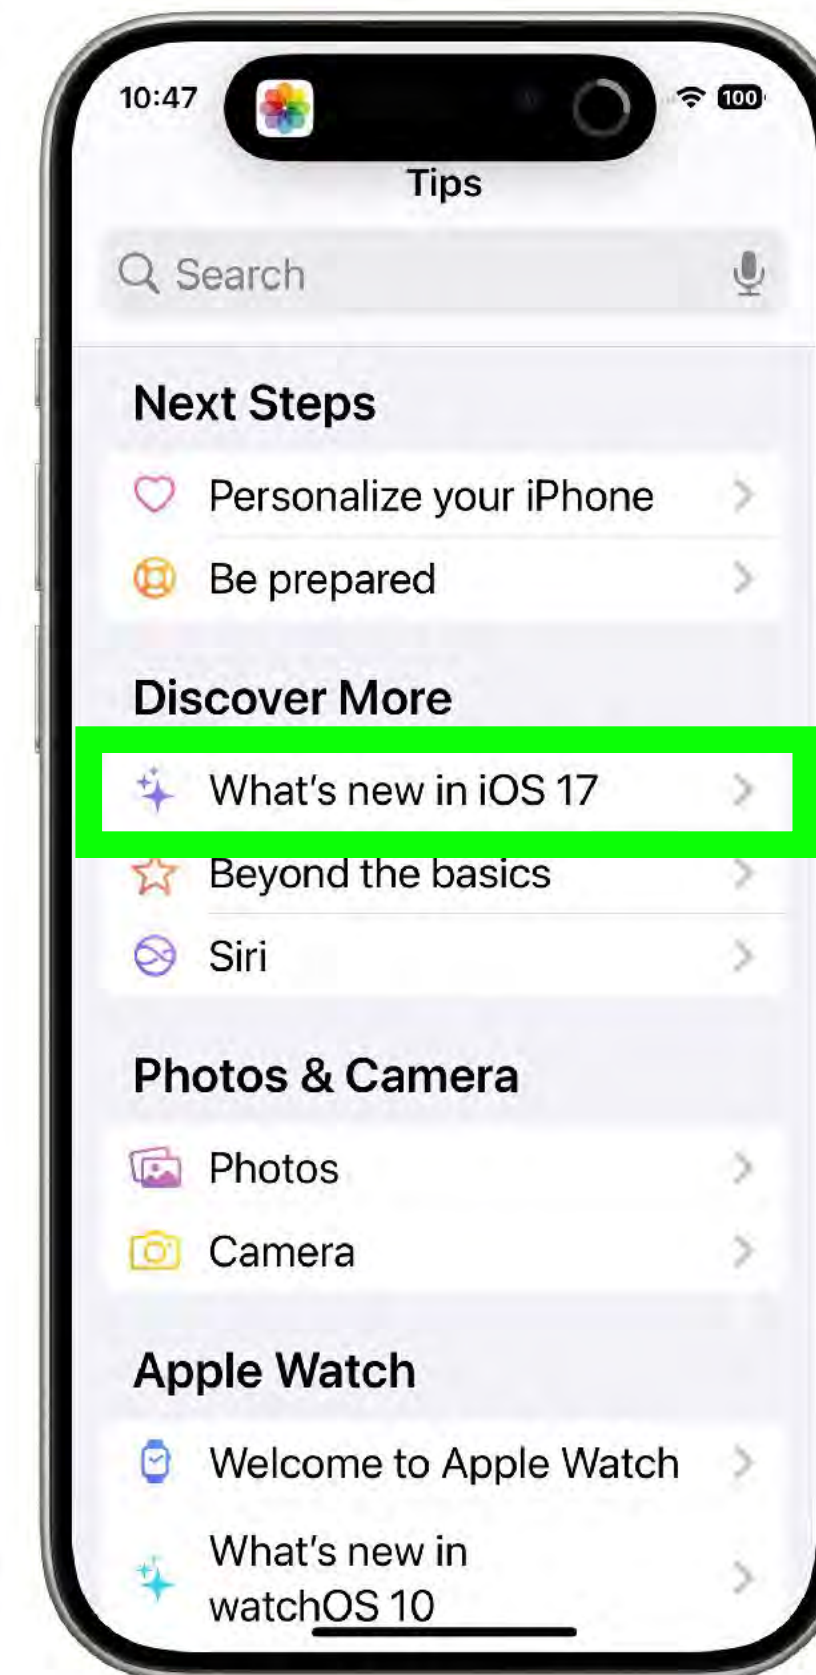 10:47
100
Tips
Search
Next Steps
Personalize your iPhone
Be prepared
Discover More
What's new in iOS 17
Beyond the basics
Siri
Photos & Camera
Photos
Camera
Apple Watch
Welcome to Apple Watch
What's new in
watchOS 10